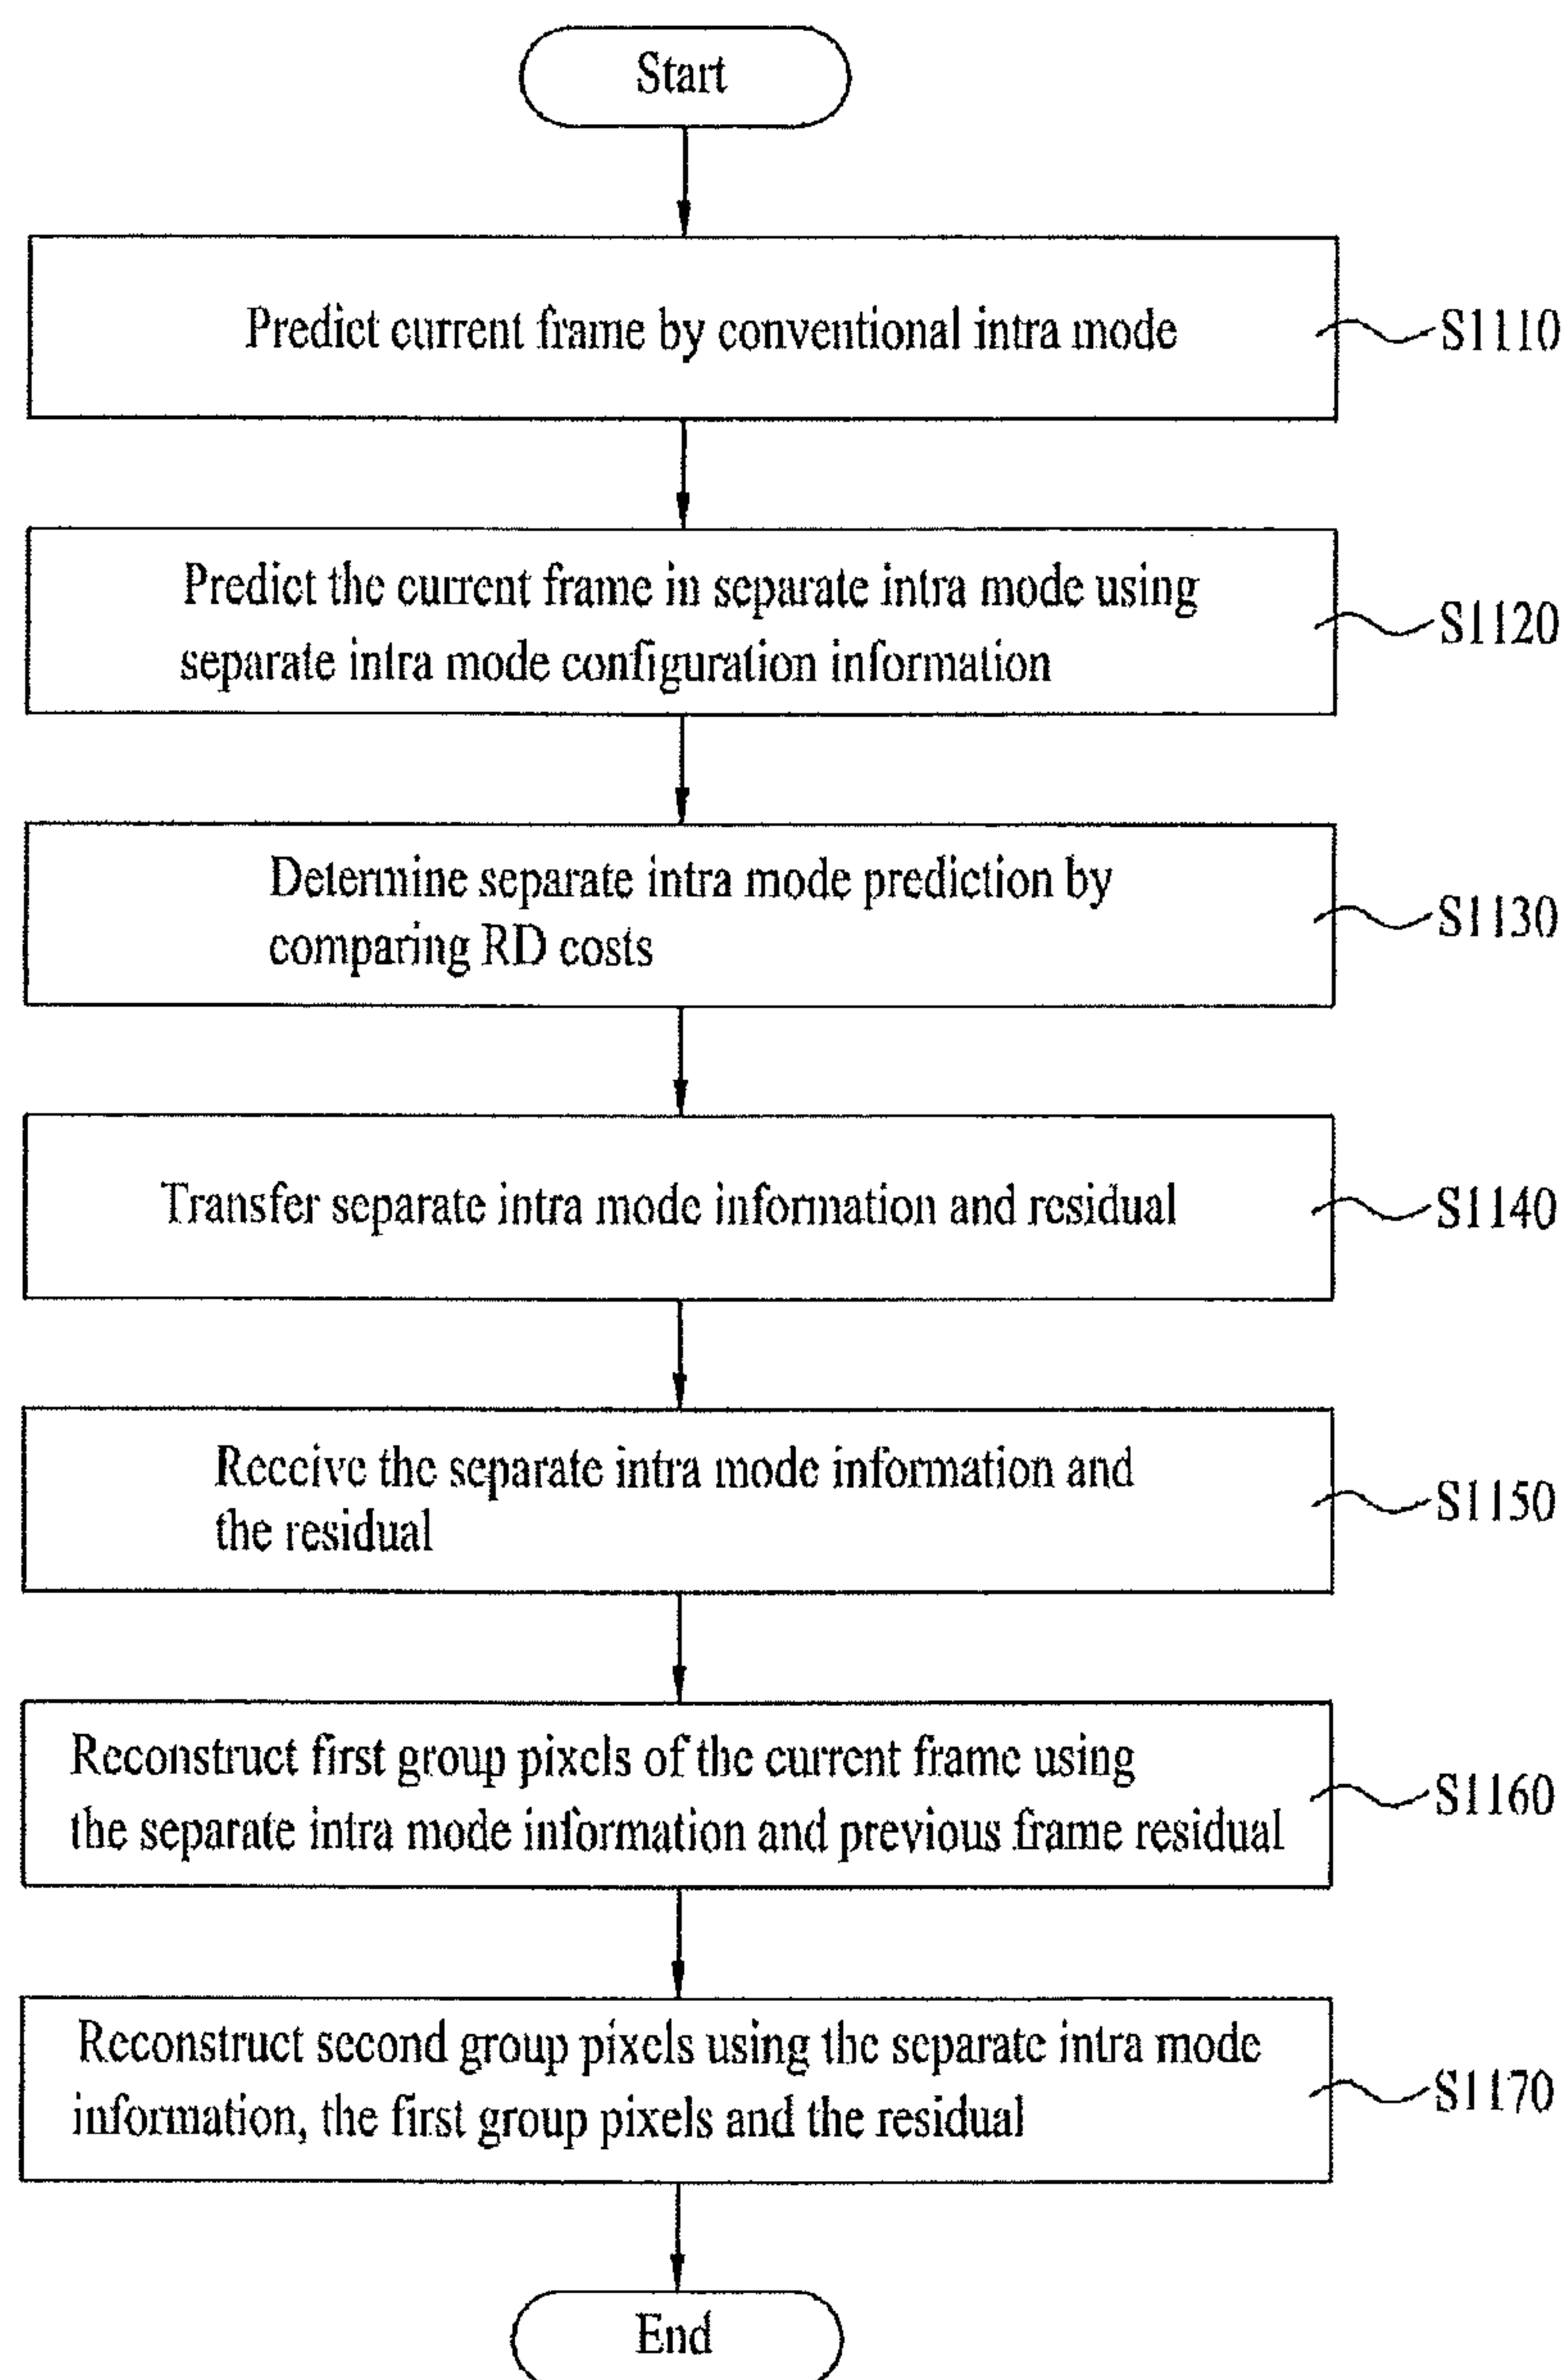 Start
Predict current frame by conventional intra mode
S1110
Predict the current frame in separate intra mode using
separate intra mode configuration information
S1120
Determine separate intra mode prediction by
comparing RD costs
S1130
Transfer separate intra mode information and residual
S1140
Receive the separate intra mode information and
the residual
S1150
Reconstruct first group pixels of the current frame using
the separate intra mode information and previous frame residual
S1160
Reconstruct second group pixels using the separate intra mode
information, the first group pixels and the residual
S1170
End